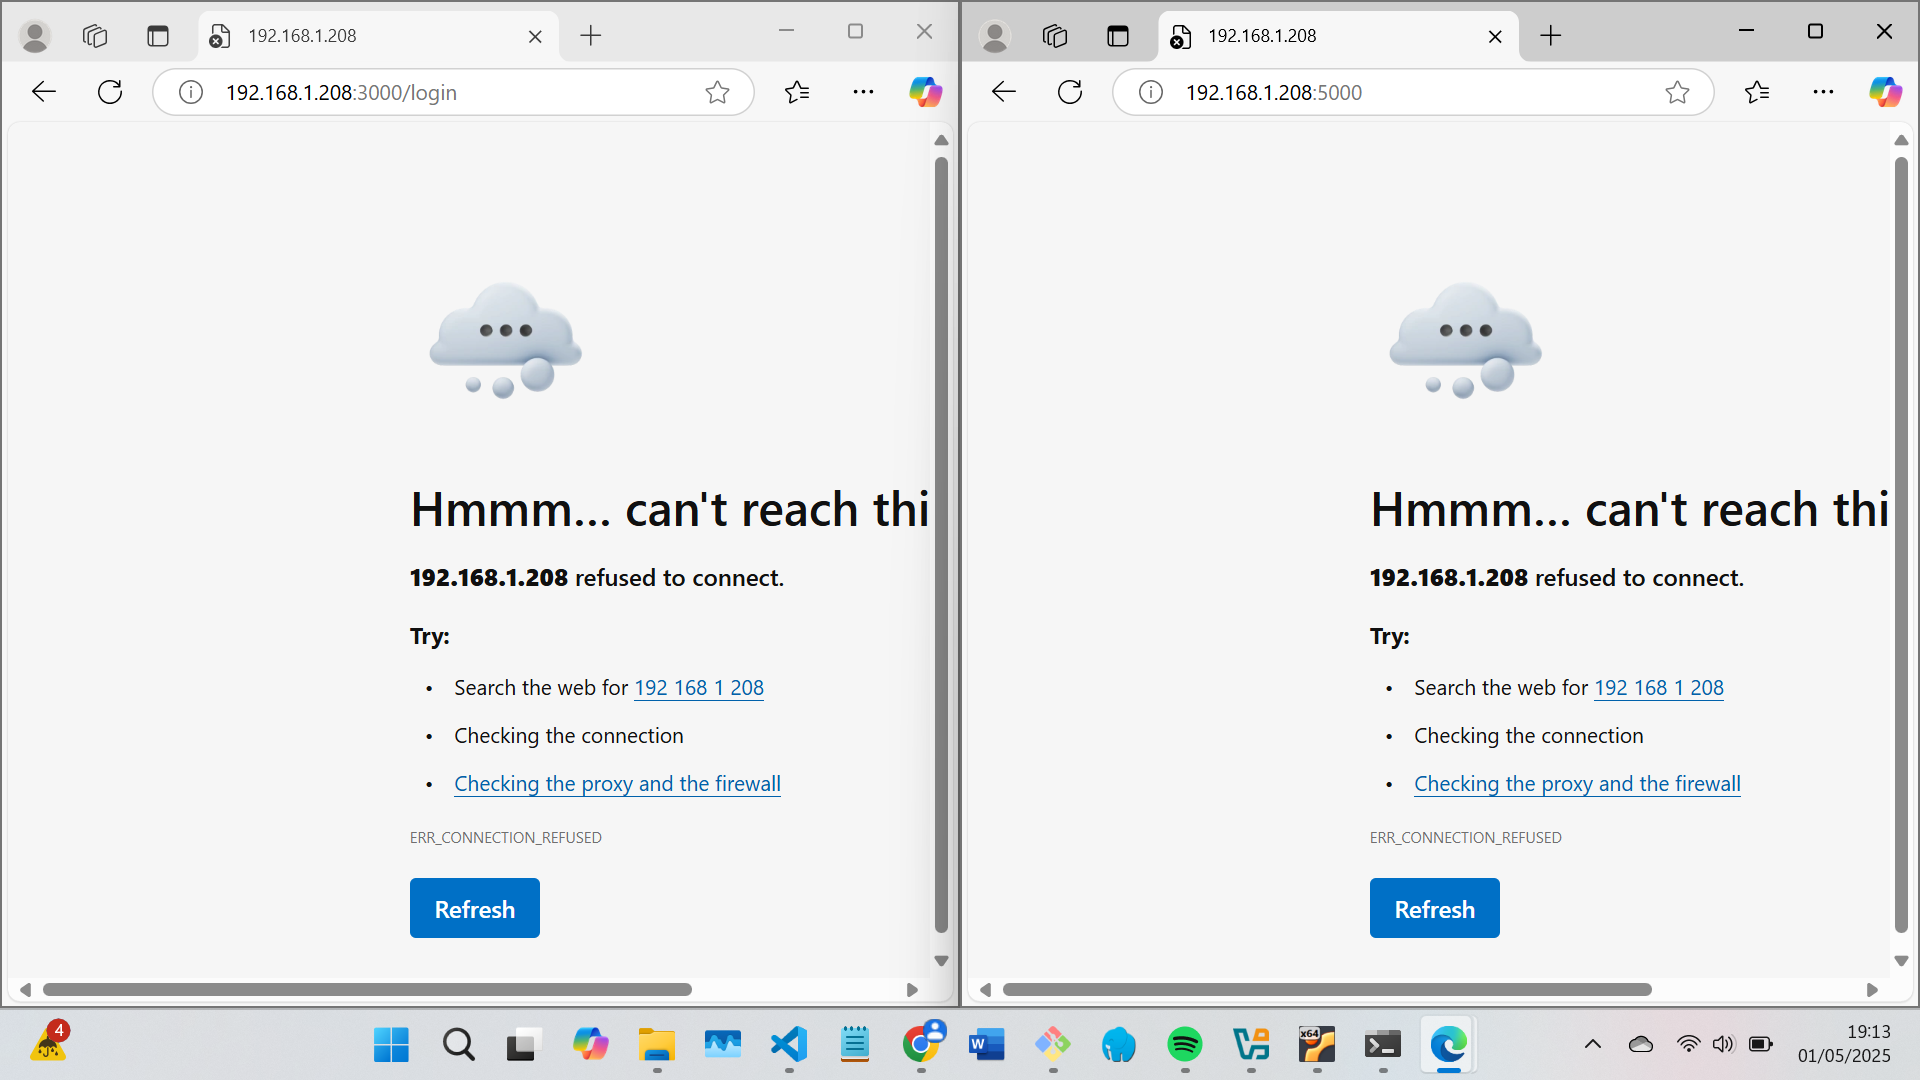 192.168.1.208
192.168.1.208:3000/login
Hmmm... can't reach thi
192.168.1.208 refused to connect.
Try:
• Search the web for 192 168 1 208
• Checking the connection
• Checking the proxy and the firewall
ERR_CONNECTION_REFUSED
Refresh
192.168.1.208
192.168.1.208:5000
Hmmm... can't reach thi
192.168.1.208 refused to connect.
Try:
• Search the web for 192 168 1 208
• Checking the connection
• Checking the proxy and the firewall
ERR_CONNECTION_REFUSED
Refresh
4
W
x64
19:13
01/05/2025